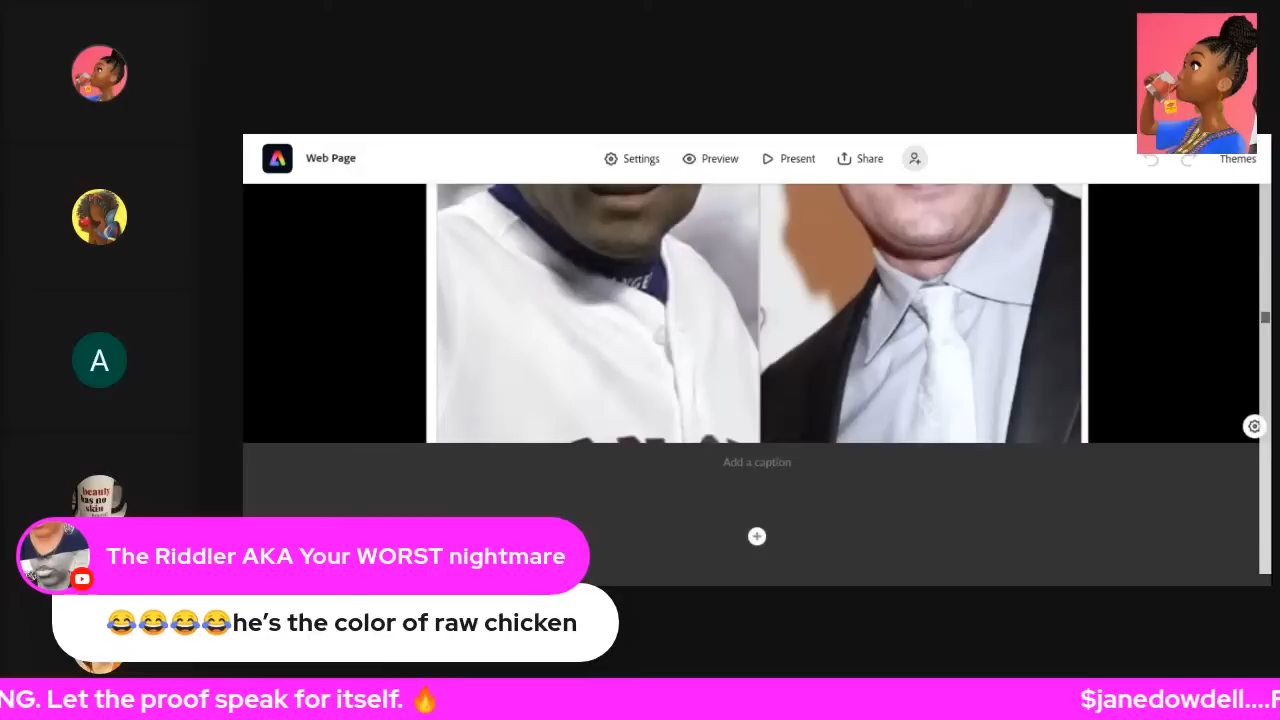 Web Page
Settings
Preview
Present
Share
Themes
NGE
A
beauty
has no
skin
Add a caption
The Riddler AKA Your WORST nightmare
😂😂😂😂he’s the color of raw chicken
NG. Let the proof speak for itself. 🔥
$janedowdell....F